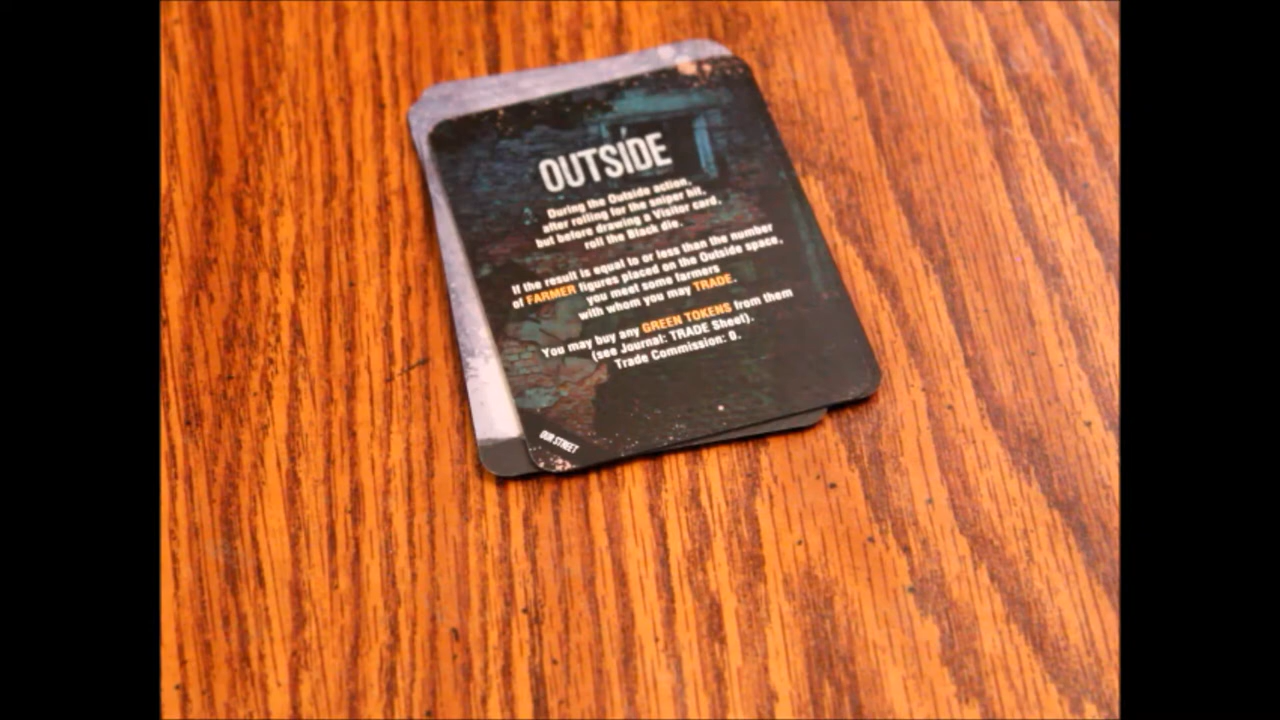 OUTSIDE
During the Outside action,
after rolling for the sniper hit,
but before drawing a Visitor card,
roll the Black die.
If the result is equal to or less than the number
of FARMER figures placed on the Outside space,
you meet some farmers
with whom you may TRADE.
You may buy any GREEN TOKENS from them
(see Journal: TRADE Sheet).
Trade Commission: 0.
OUR STREET